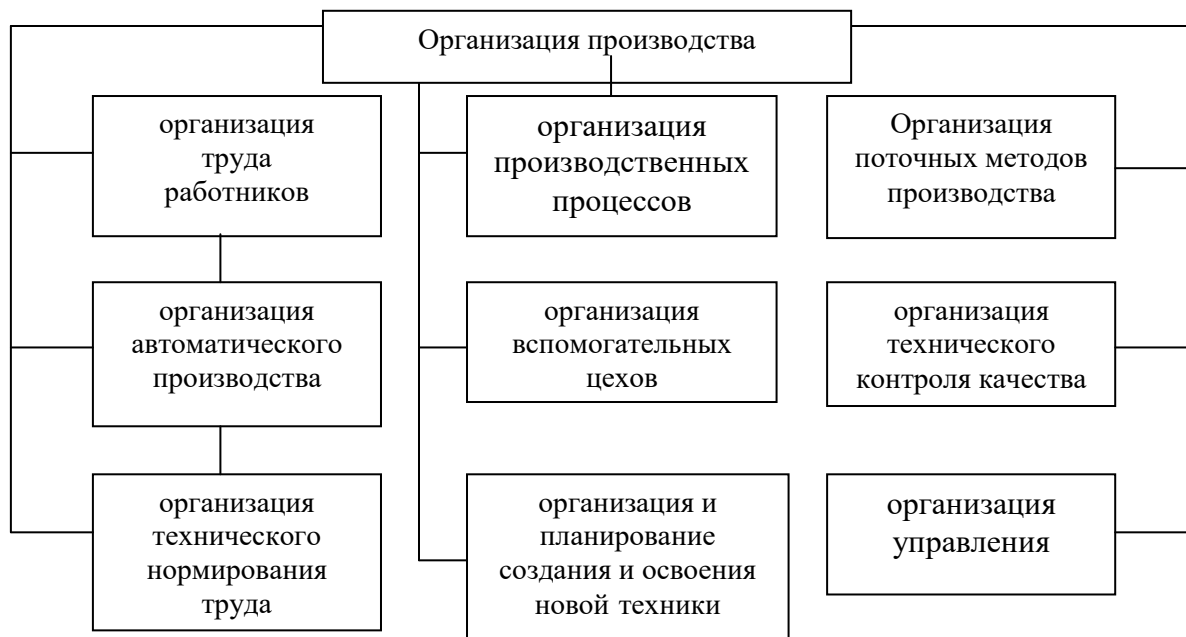 Организация производства
организация
труда
работников
организация
производственных
процессов
Организация
поточных методов
производства
организация
автоматического
производства
организация
вспомогательных
цехов
организация
технического
контроля качества
организация
технического
нормирования
труда
организация и
планирование
создания и освоения
новой техники
организация
управления